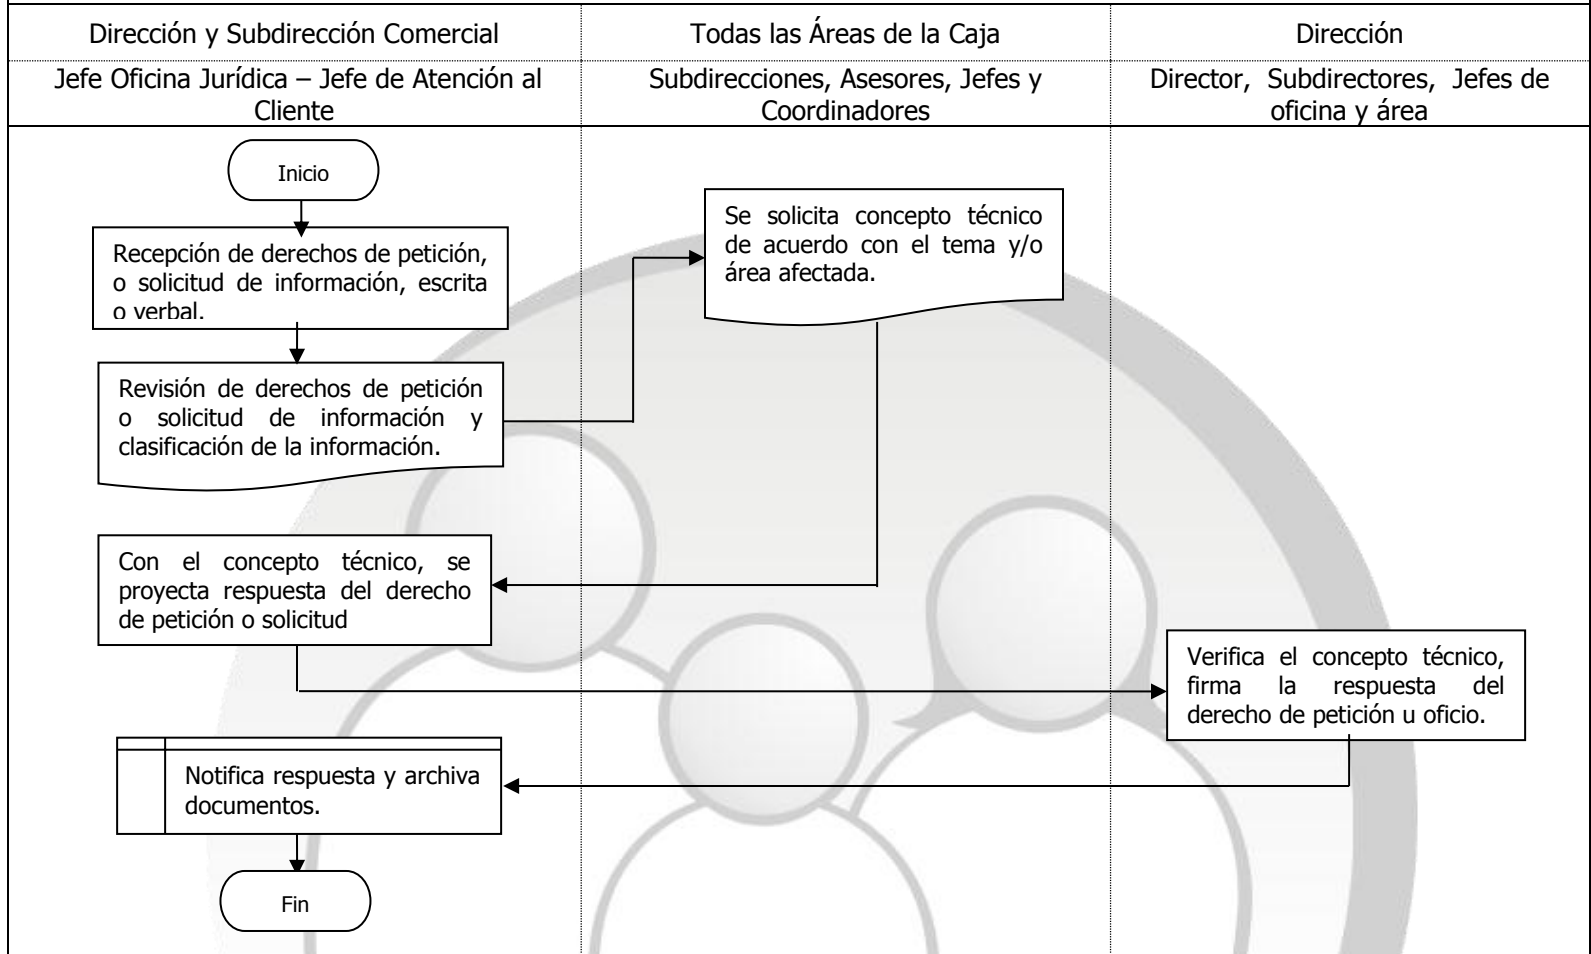 Dirección y Subdirección Comercial
Todas las Áreas de la Caja
Dirección
Jefe Oficina Jurídica – Jefe de Atención al
Cliente
Subdirecciones, Asesores, Jefes y
Coordinadores
Director, Subdirectores, Jefes de
oficina y área
Inicio
Recepción de derechos de petición,
o solicitud de información, escrita
o verbal.
Se solicita concepto técnico
de acuerdo con el tema y/o
área afectada.
Revisión de derechos de petición
o solicitud de información y
clasificación de la información.
Con el concepto técnico, se
proyecta respuesta del derecho
de petición o solicitud
Verifica el concepto técnico,
firma la respuesta del
derecho de petición u oficio.
Notifica respuesta y archiva
documentos.
Fin